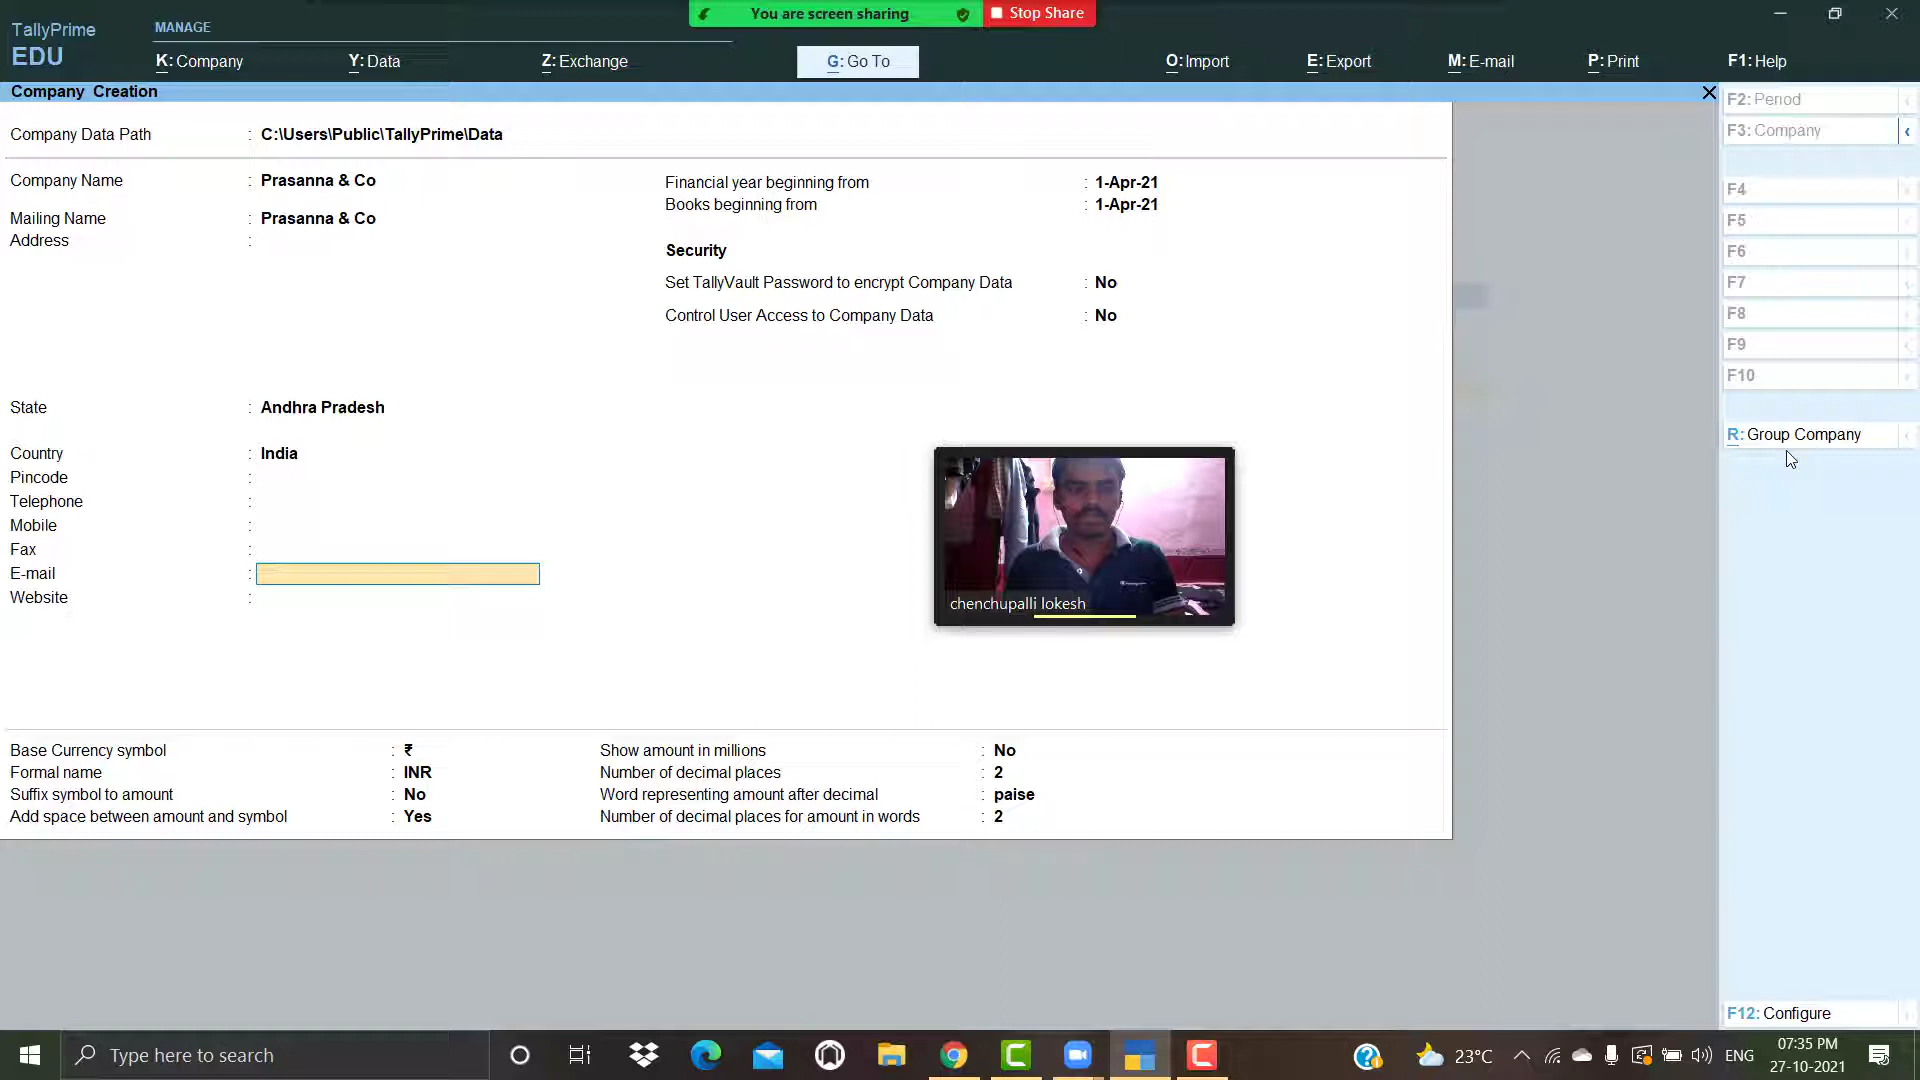 You are screen sharing
Stop Share
TallyPrime
EDU
MANAGE
K: Company
Y: Data
Z: Exchange
G: Go To
O: Import
E: Export
M: E-mail
P: Print
F1: Help
Company Creation
Company Data Path : C:\Users\Public\TallyPrime\Data
Company Name : Prasanna & Co
Mailing Name : Prasanna & Co
Address :
State : Andhra Pradesh
Country : India
Pincode :
Telephone :
Mobile :
Fax :
E-mail :
Website :
Financial year beginning from : 1-Apr-21
Books beginning from : 1-Apr-21
Security
Set TallyVault Password to encrypt Company Data : No
Control User Access to Company Data : No
chenchupalli lokesh
Base Currency symbol : ₹
Formal name : INR
Suffix symbol to amount : No
Add space between amount and symbol : Yes
Show amount in millions : No
Number of decimal places : 2
Word representing amount after decimal : paise
Number of decimal places for amount in words : 2
F2: Period
F3: Company
F4
F5
F6
F7
F8
F9
F10
R: Group Company
F12: Configure
Type here to search
23°C
ENG
07:35 PM
27-10-2021